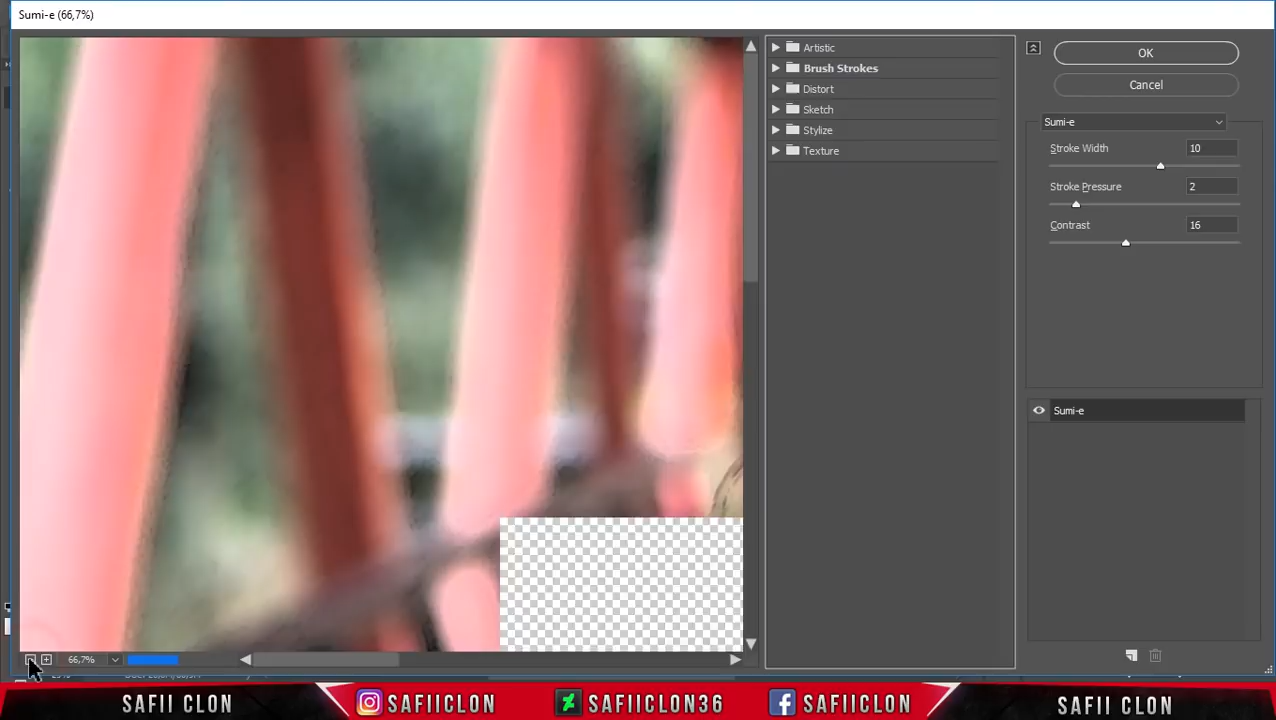 Sumi-e (66,7%)
Artistic
Brush Strokes
Distort
Sketch
Stylize
Texture
OK
Cancel
Sumi-e
Stroke Width 10
Stroke Pressure 2
Contrast 16
Sumi-e
66,7%
SAFII CLON
SAFIICLON
SAFIICLON36
SAFIICLON
SAFII CLON